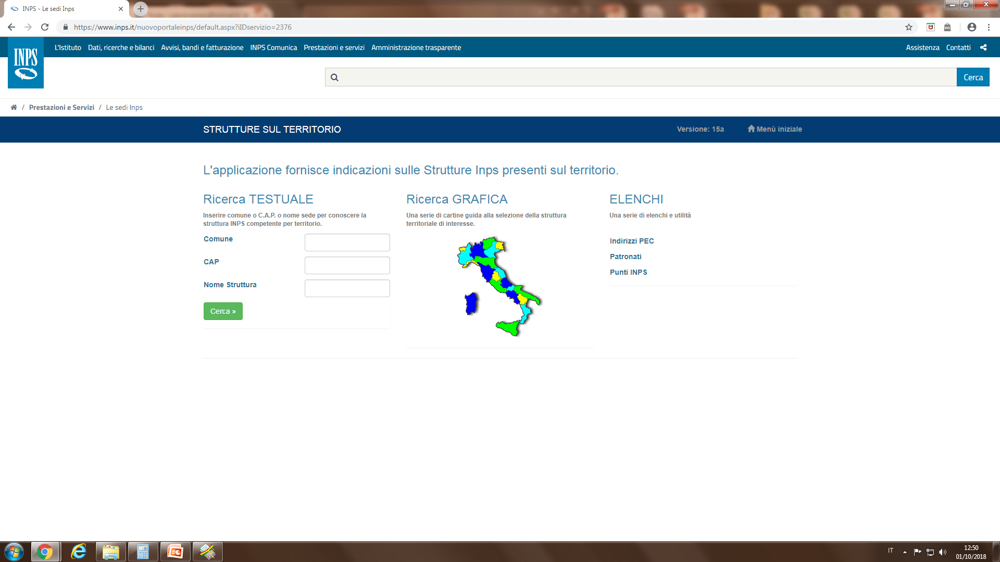 INPS - Le sedi Inps
https://www.inps.it/nuovoportaleinps/default.aspx?iIDservizio=2376
INPS
L'Istituto Dati, ricerche e bilanci Avvisi, bandi e fatturazione INPS Comunica Prestazioni e servizi Amministrazione trasparente Assistenza Contatti
Cerca
/ Prestazioni e Servizi / Le sedi Inps
STRUTTURE SUL TERRITORIO Versione: 15a Menù iniziale
L'applicazione fornisce indicazioni sulle Strutture Inps presenti sul territorio.
Ricerca TESTUALE
Inserire comune o C.A.P. o nome sede per conoscere la
struttura INPS competente per territorio.
Comune
CAP
Nome Struttura
Cerca »
Ricerca GRAFICA
Una serie di cartine guida alla selezione della struttura
territoriale di interesse.
ELENCHI
Una serie di elenchi e utilità
Indirizzi PEC
Patronati
Punti INPS
IT
12:50
01/10/2018